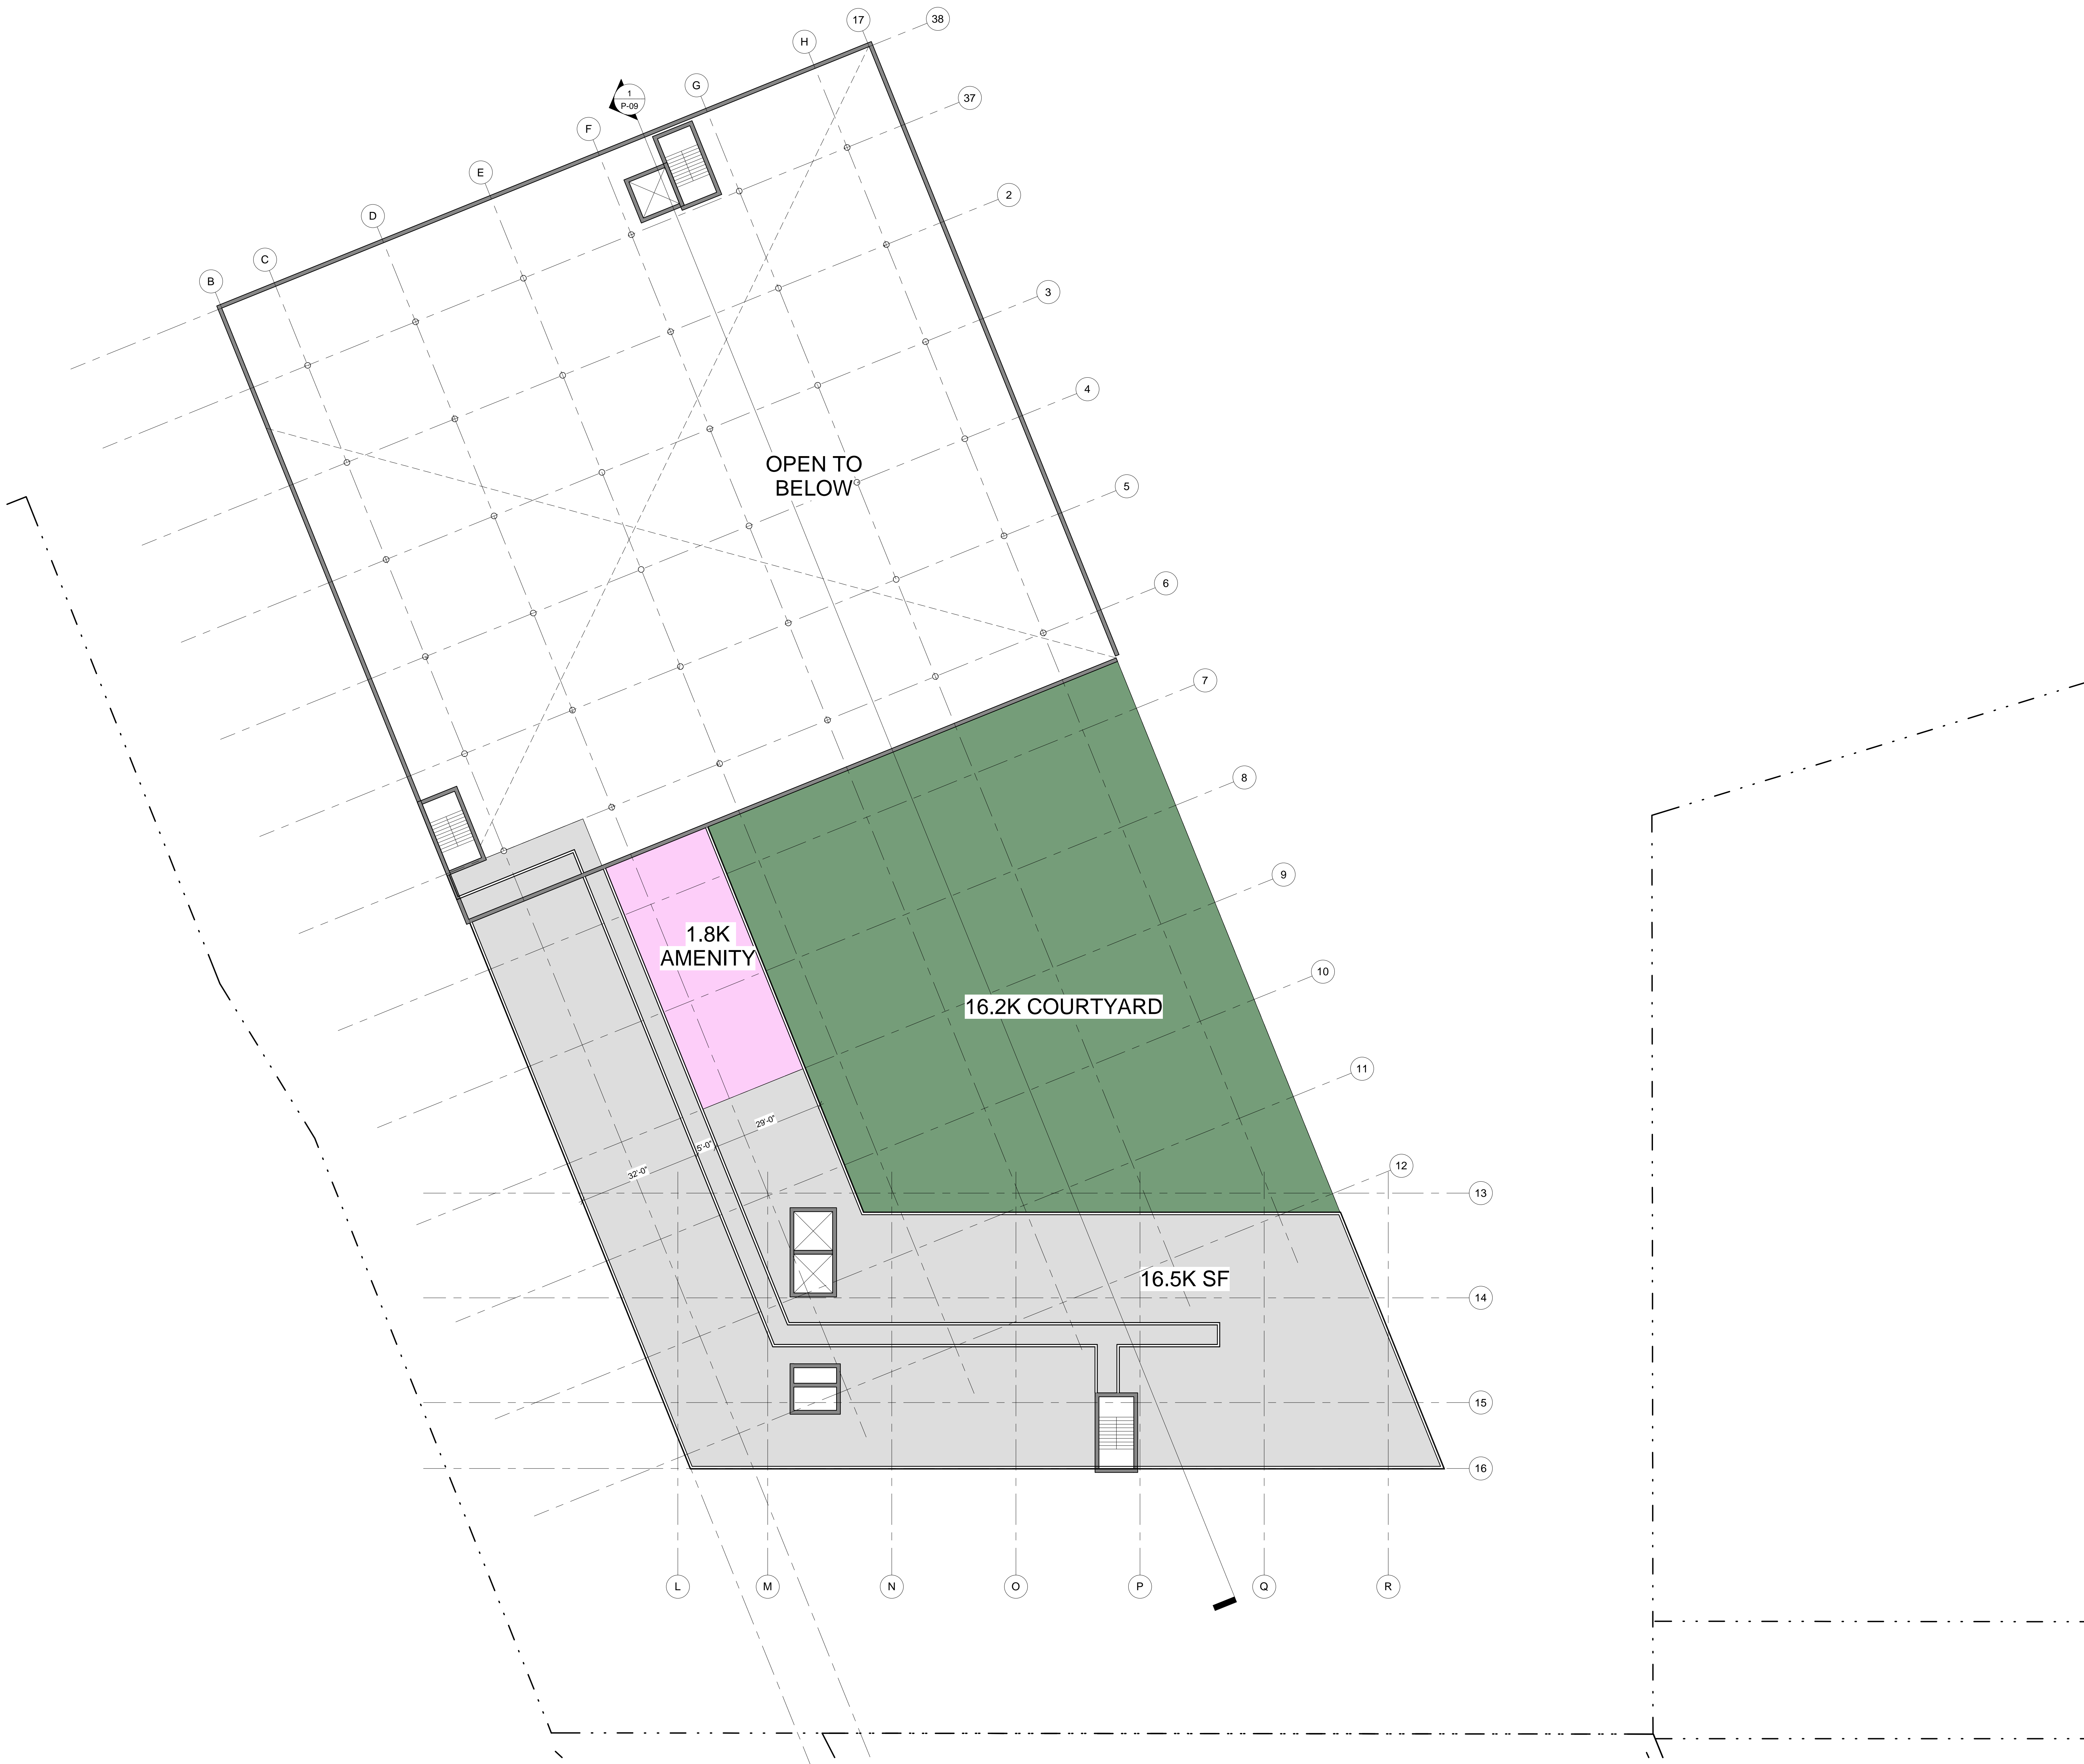 17
38
H
37
G
1
P-09
F
E
2
D
C
B
3
4
OPEN TO
BELOW
5
6
7
8
9
1.8K
AMENITY
10
16.2K COURTYARD
11
29'-0"
5'-0"
12
32'-0"
13
16.5K SF
14
15
16
L
M
N
O
P
Q
R